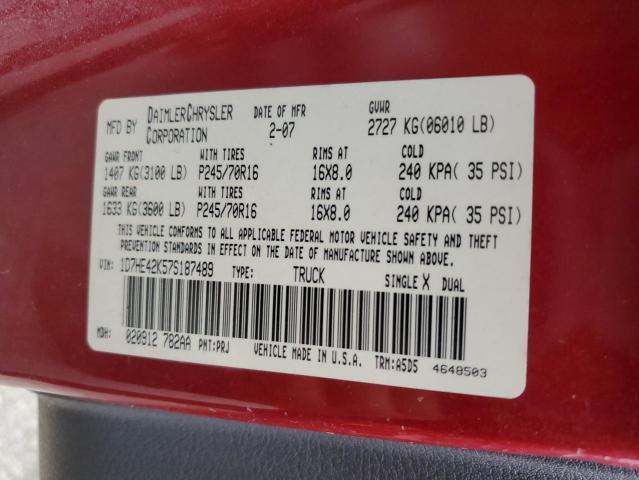 MFD BY DAIMLERCHRYSLER CORPORATION DATE OF MFR 2-07 GVWR 2727 KG(06010 LB)
GAWR FRONT WITH TIRES RIMS AT COLD
1407 KG(3100 LB) P245/70R16 16X8.0 240 KPA( 35 PSI)
GAWR REAR WITH TIRES RIMS AT COLD
1633 KG(3600 LB) P245/70R16 16X8.0 240 KPA( 35 PSI)
THIS VEHICLE CONFORMS TO ALL APPLICABLE FEDERAL MOTOR VEHICLE SAFETY AND THEFT
PREVENTION STANDARDS IN EFFECT ON THE DATE OF MANUFACTURE SHOWN ABOVE.
VIN: 1D7HE42K57S187489 TYPE: TRUCK SINGLE X DUAL
MDH: 020912 782AA PNT:PRJ VEHICLE MADE IN U.S.A. TRM:A5D5 4648503